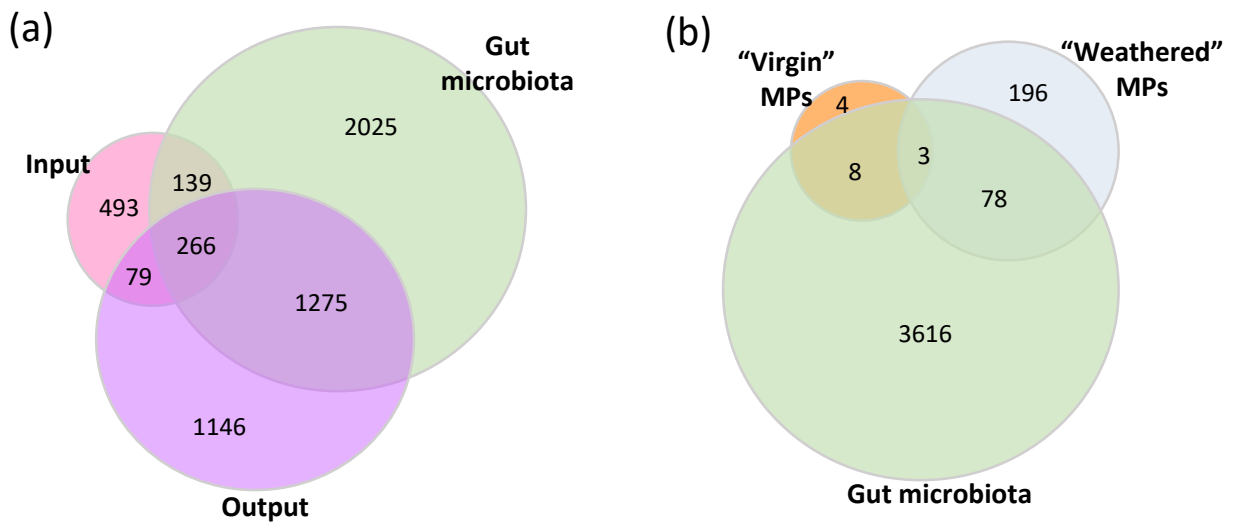 (a)
Gut
microbiota
2025
Input
139
493
266
79
1275
1146
Output
(b)
“Virgin”
MPs
“Weathered”
MPs
4
196
3
8
78
3616
Gut microbiota